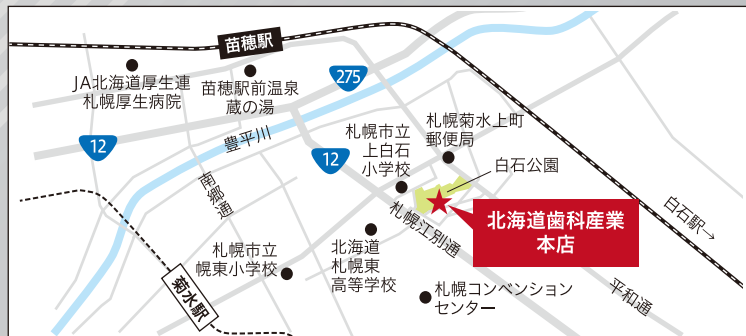 苗穂駅
JA北海道厚生連
札幌厚生病院
苗穂駅前温泉
蔵の湯
275
12
豊平川
12
札幌市立
上白石
小学校
札幌菊水上町
郵便局
白石公園
南郷通
札幌江別通
北海道歯科産業
本店
白石駅→
札幌市立
幌東小学校
北海道
札幌東
高等学校
菊水駅
札幌コンベンション
センター
平和通